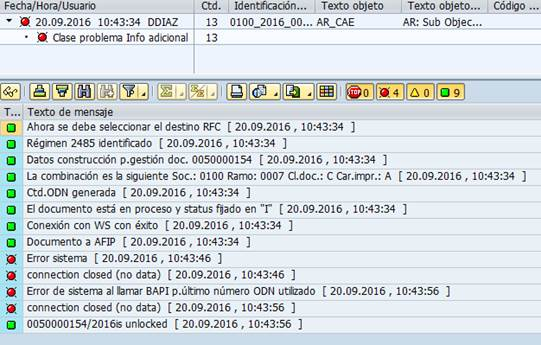 Fecha/Hora/Usuario Ctd. Identificación... Texto objeto Texto objeto... Código ...
20.09.2016 10:43:34 DDIAZ 13 0100_2016_00... AR_CAE AR: Sub Objec...
Clase problema Info adicional 13
0 4 0 9
T... Texto de mensaje
Ahora se debe seleccionar el destino RFC [ 20.09.2016 , 10:43:34 ]
Régimen 2485 identificado [ 20.09.2016 , 10:43:34 ]
Datos construcción p.gestión doc. 0050000154 [ 20.09.2016 , 10:43:34 ]
La combinación es la siguiente Soc.: 0100 Ramo: 0007 Cl.doc.: C Car.impr.: A [ 20.09.2016 , 10:43:34 ]
Ctd.ODN generada [ 20.09.2016 , 10:43:34 ]
El documento está en proceso y status fijado en "I" [ 20.09.2016 , 10:43:34 ]
Conexión con WS con éxito [ 20.09.2016 , 10:43:34 ]
Documento a AFIP [ 20.09.2016 , 10:43:34 ]
Error sistema [ 20.09.2016 , 10:43:46 ]
connection closed (no data) [ 20.09.2016 , 10:43:46 ]
Error de sistema al llamar BAPI p.último número ODN utilizado [ 20.09.2016 , 10:43:56 ]
connection closed (no data) [ 20.09.2016 , 10:43:56 ]
0050000154/2016is unlocked [ 20.09.2016 , 10:43:56 ]